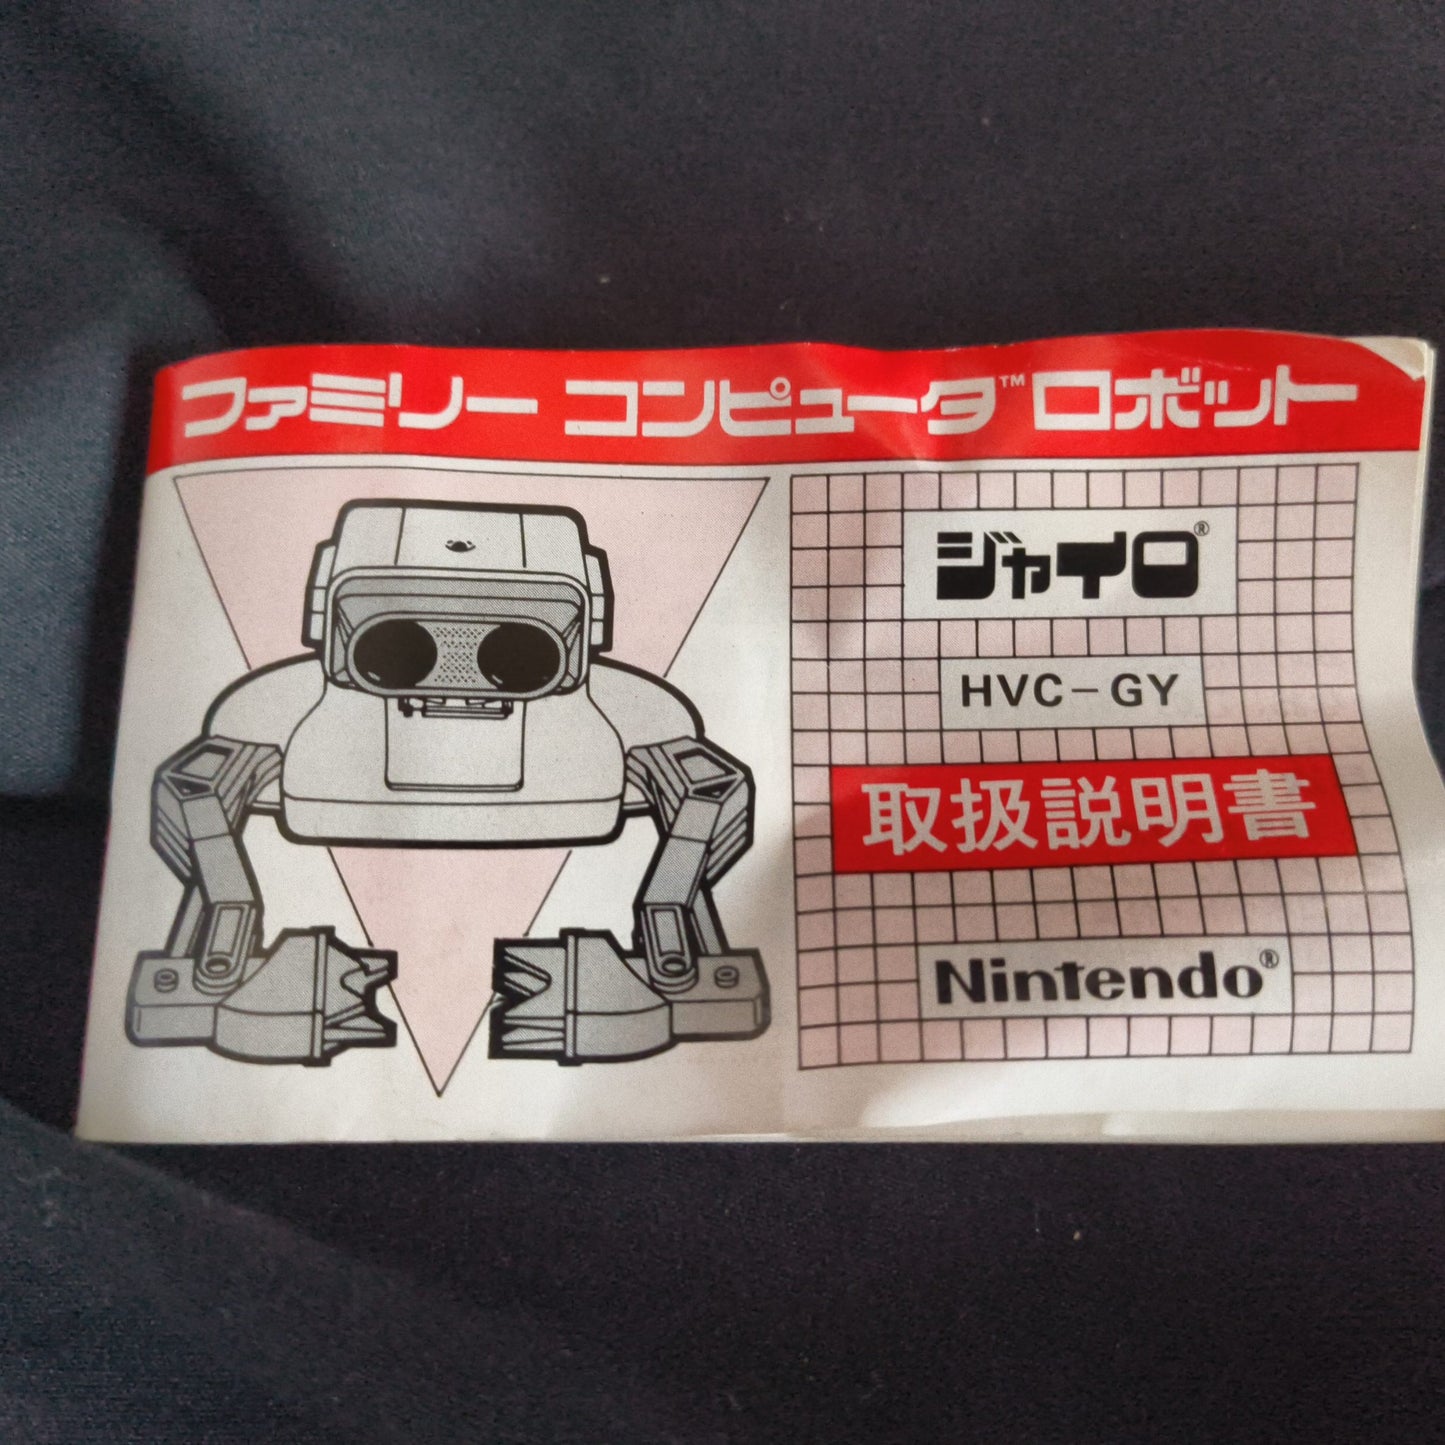 ファミリー コンピュータ™ ロボット
ジャイロ®
HVC-GY
取扱説明書
Nintendo®